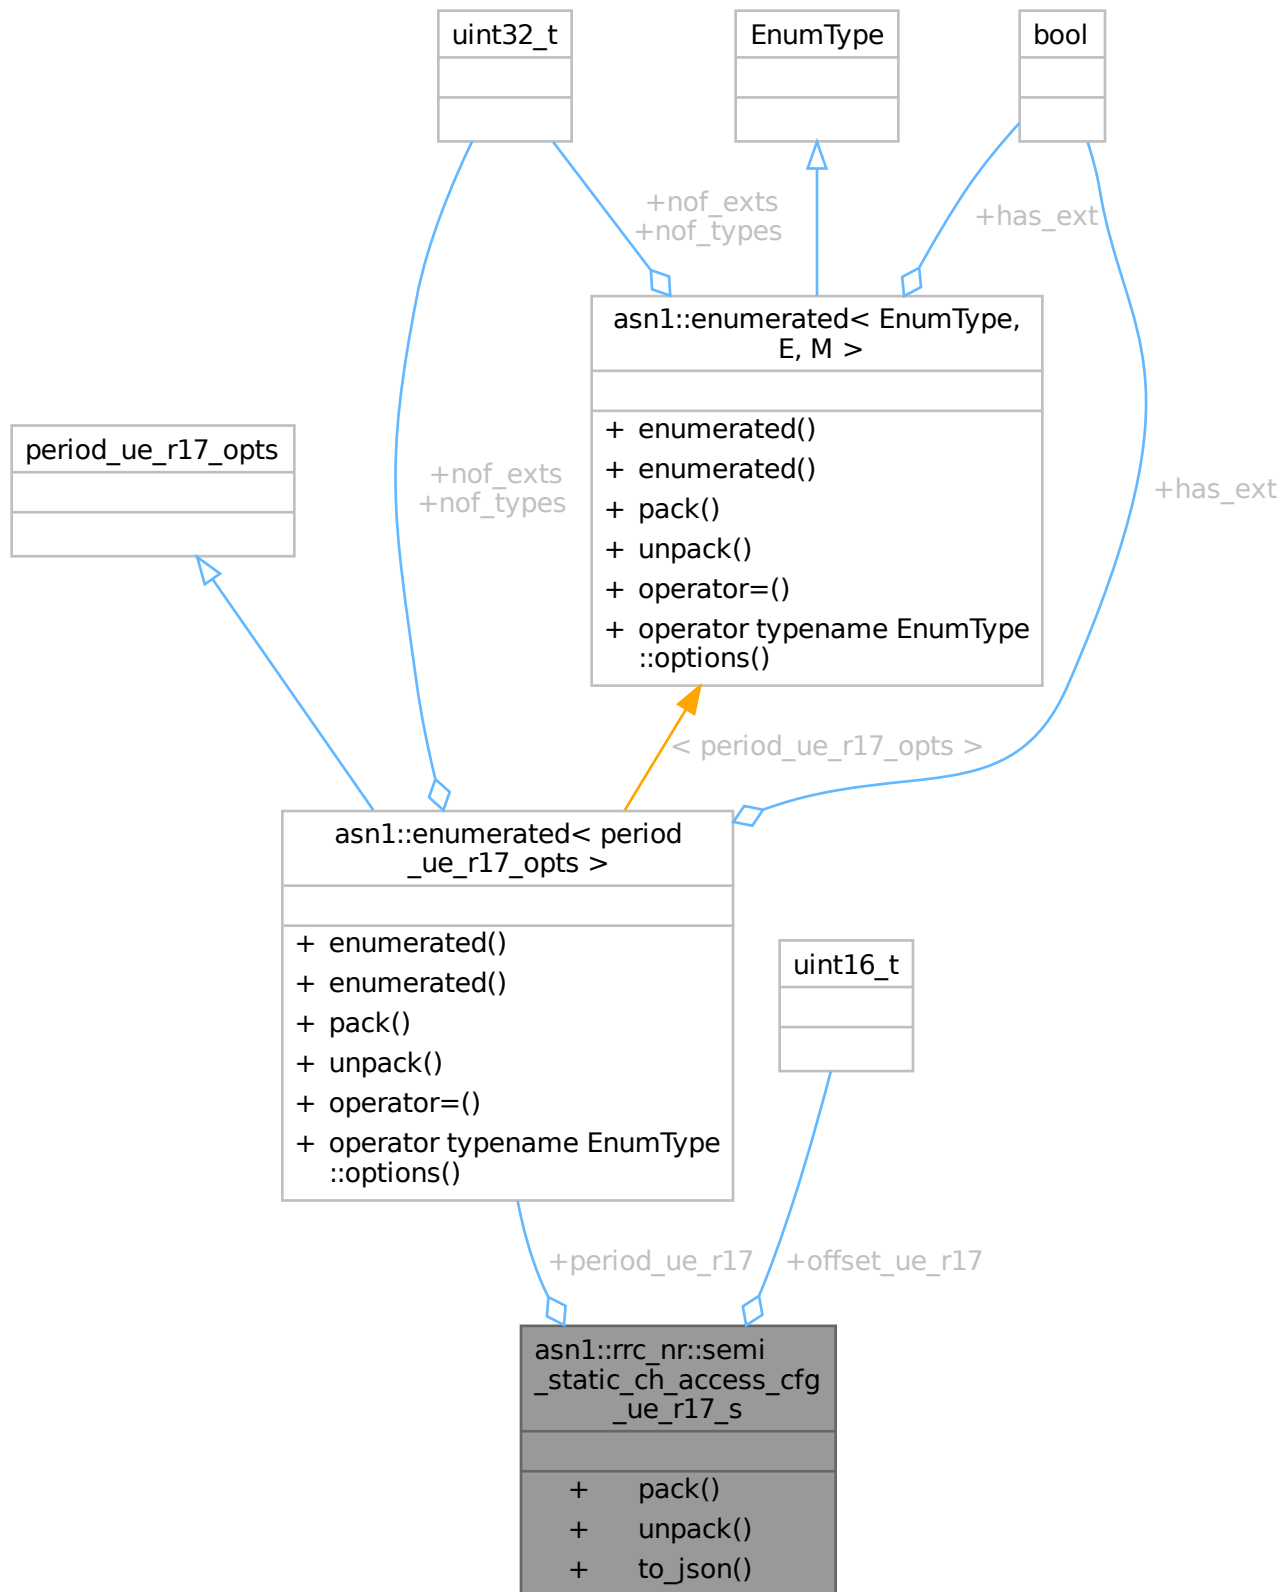 uint32_t
EnumType
bool
+nof_exts
+nof_types
+has_ext
asn1::enumerated< EnumType,
E, M >
+ enumerated()
+ enumerated()
+ pack()
+ unpack()
+ operator=()
+ operator typename EnumType
::options()
period_ue_r17_opts
+nof_exts
+nof_types
+has_ext
< period_ue_r17_opts >
asn1::enumerated< period
_ue_r17_opts >
+ enumerated()
+ enumerated()
+ pack()
+ unpack()
+ operator=()
+ operator typename EnumType
::options()
uint16_t
+period_ue_r17
+offset_ue_r17
asn1::rrc_nr::semi
_static_ch_access_cfg
_ue_r17_s
+ pack()
+ unpack()
+ to_json()